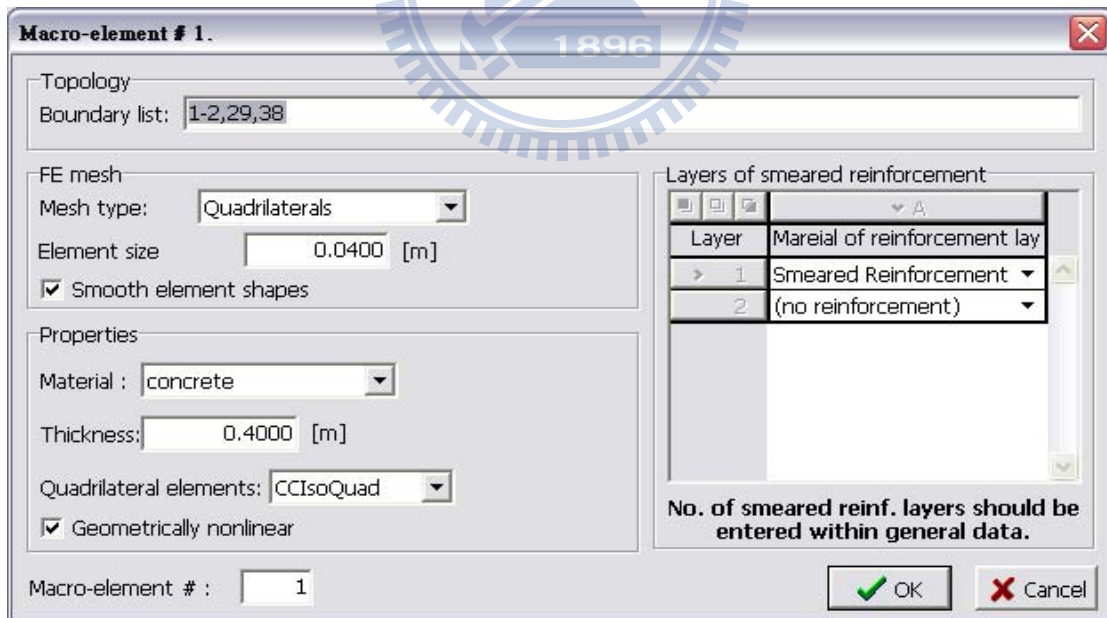 Macro-element # 1.
1896
Topology
Boundary list: 1-2,29,38
FE mesh
Mesh type: Quadrilaterals
Element size 0.0400 [m]
Smooth element shapes
Properties
Material : concrete
Thickness: 0.4000 [m]
Quadrilateral elements: CCIsoQuad
Geometrically nonlinear
Macro-element # : 1
Layers of smeared reinforcement
A
Layer Mareial of reinforcement lay
1 Smeared Reinforcement
2 (no reinforcement)
No. of smeared reinf. layers should be
entered within general data.
OK Cancel